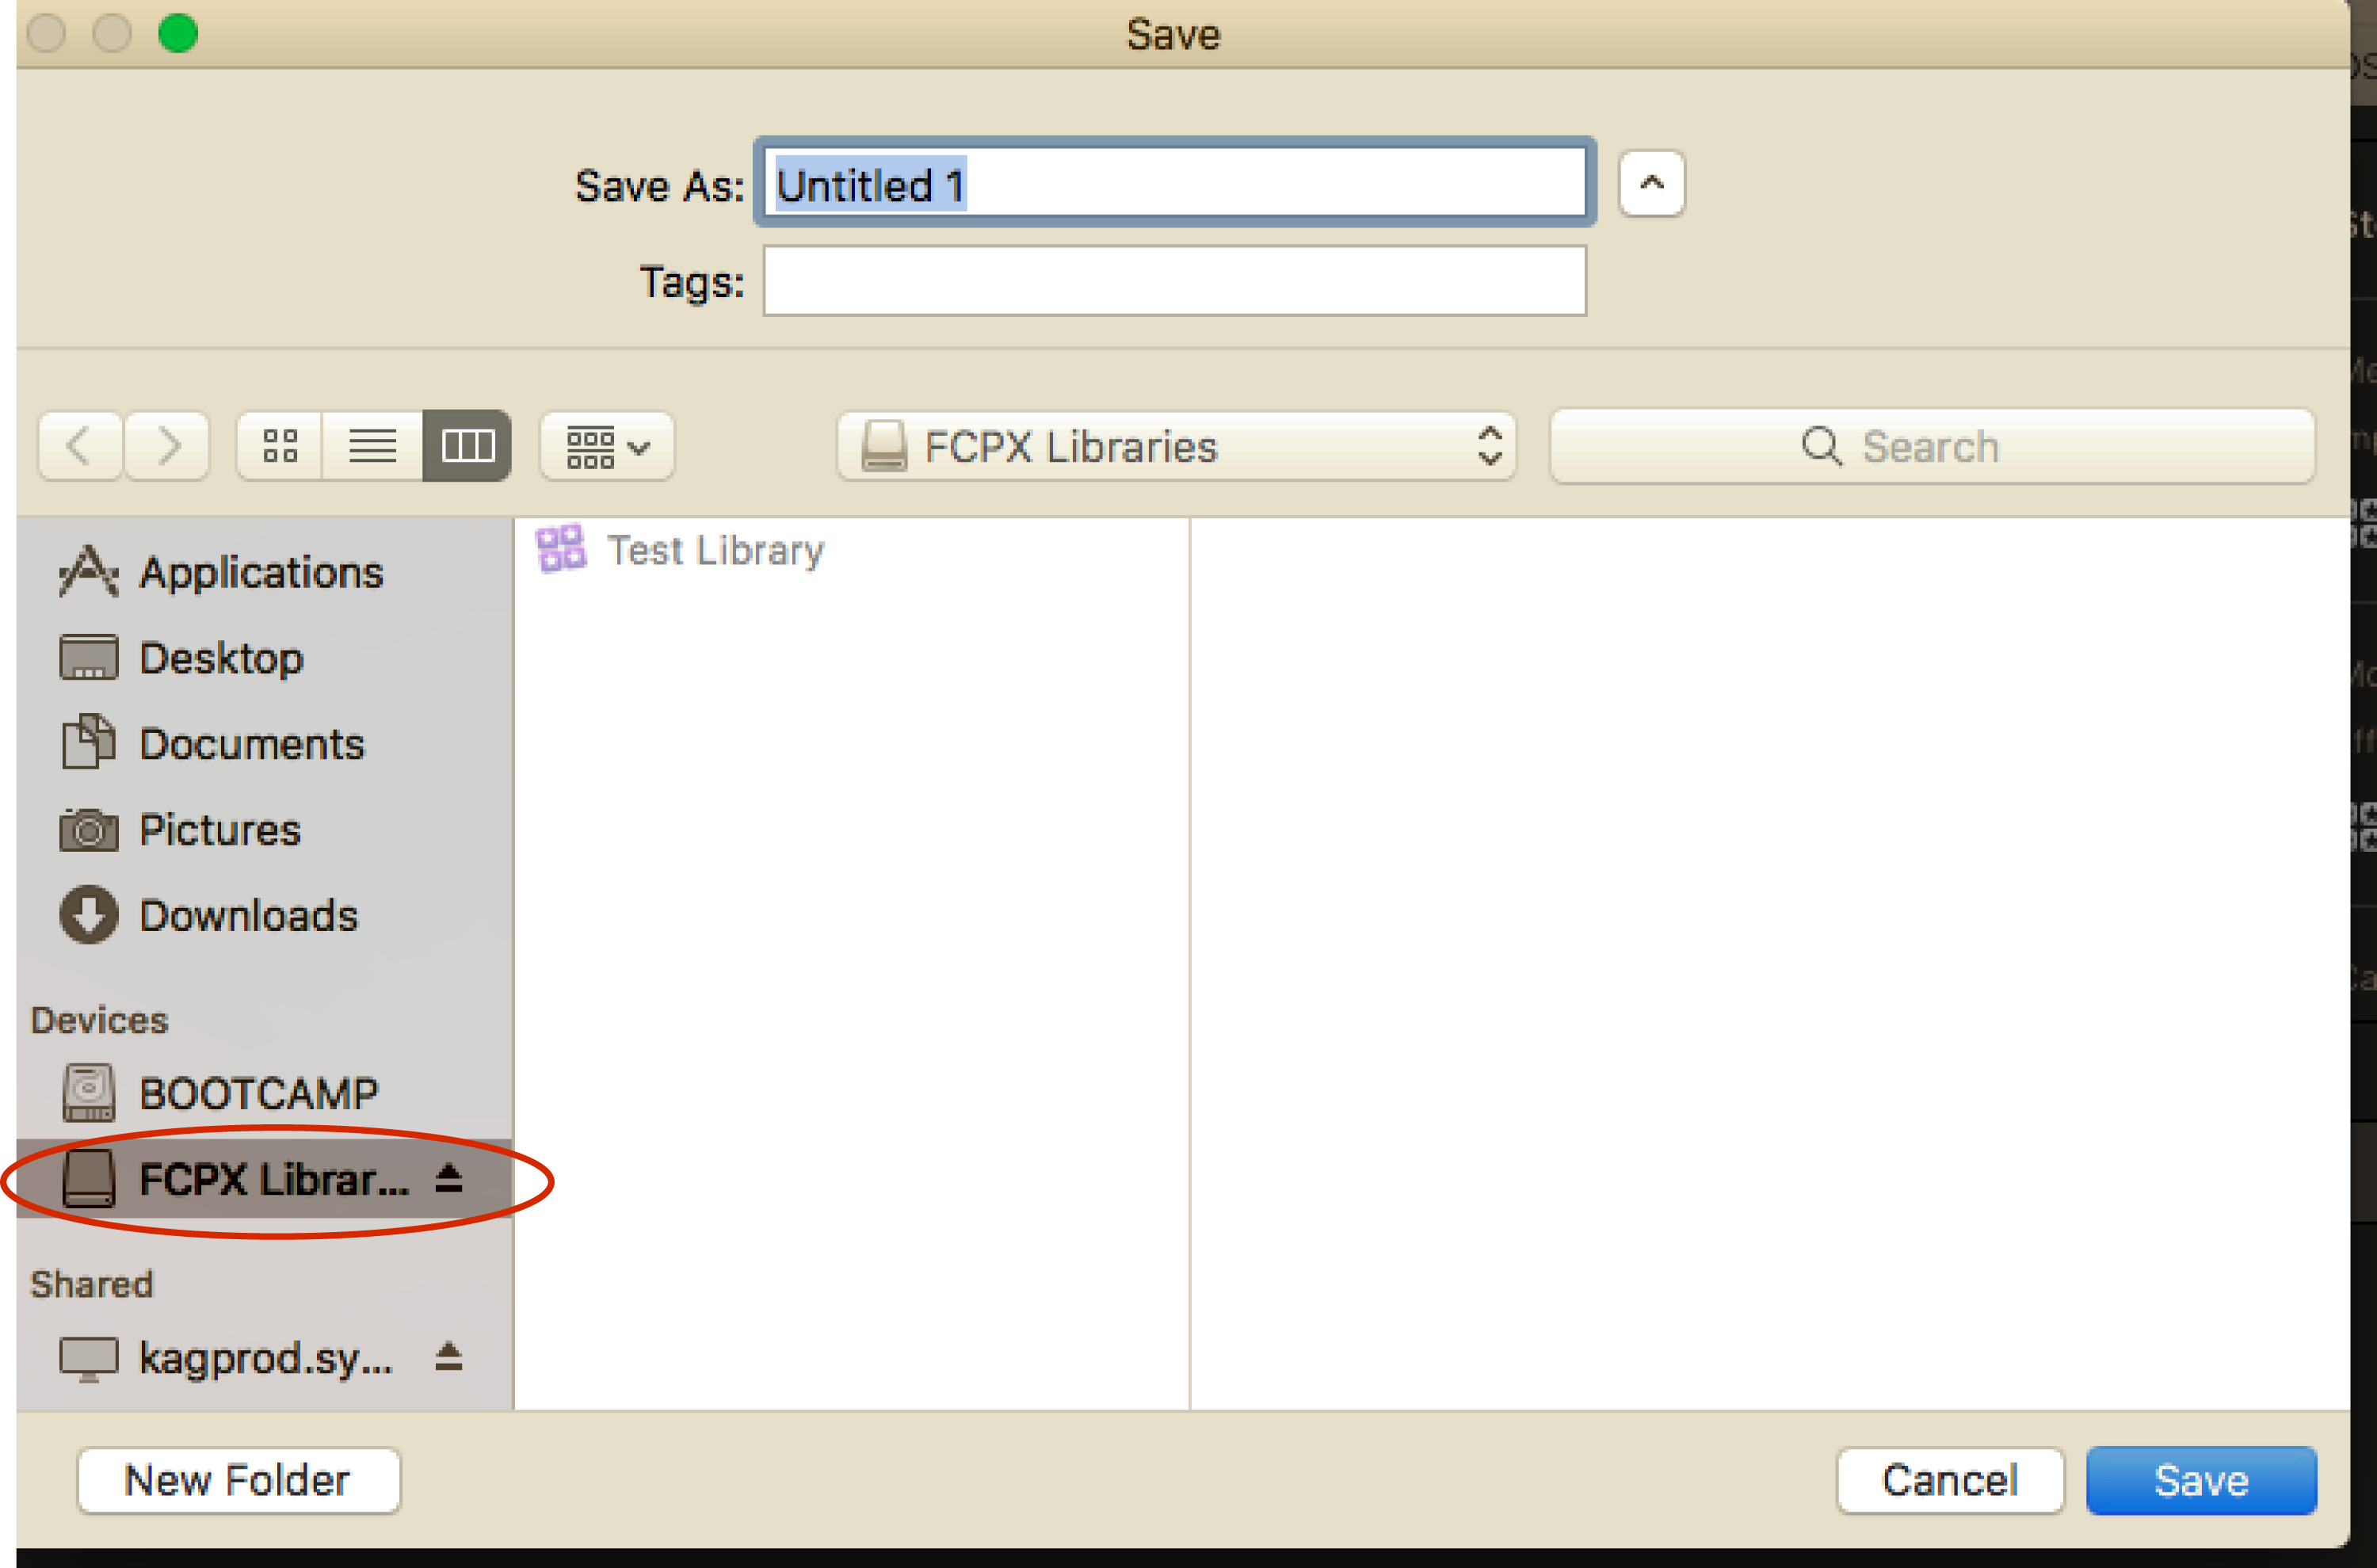 Save
Save As: Untitled 1
Tags:
FCPX Libraries
Search
Test Library
Applications
Desktop
Documents
Pictures
Downloads
Devices
BOOTCAMP
FCPX Librar...
Shared
kagprod.sy...
New Folder
Cancel
Save